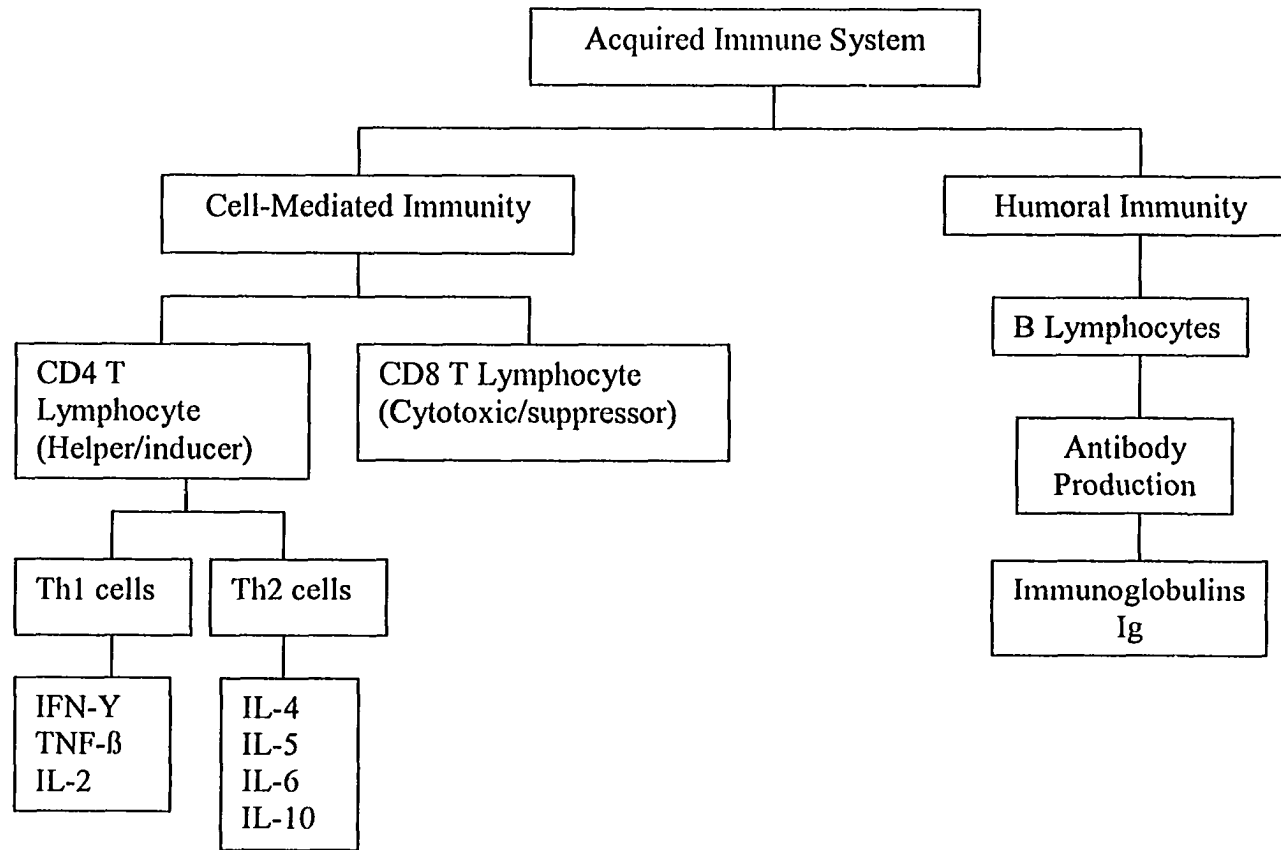 Acquired Immune System
Cell-Mediated Immunity
Humoral Immunity
CD4 T
Lymphocyte
(Helper/inducer)
CD8 T Lymphocyte
(Cytotoxic/suppressor)
B Lymphocytes
Antibody
Production
Th1 cells
Th2 cells
Immunoglobulins
Ig
IFN-Y
TNF-ß
IL-2
IL-4
IL-5
IL-6
IL-10